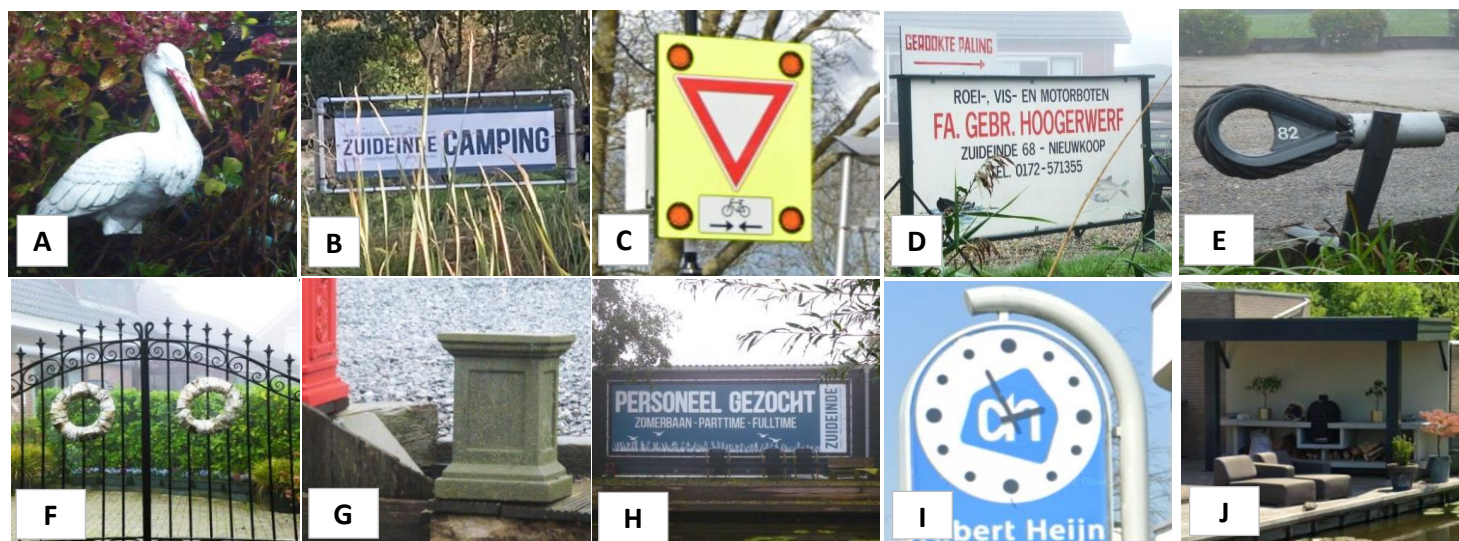 A
ZUIDEINDE CAMPING
B
C
GEROOKTE PALING
ROEI-, VIS- EN MOTORBOTEN
FA. GEBR. HOOGERWERF
ZUIDEINDE 68 - NIEUWKOOP
TEL. 0172-571355
D
82
E
F
G
PERSONEEL GEZOCHT
ZOMERBAAN - PARTTIME - FULLTIME
ZUIDEINDE
H
ah
bert Heijn
I
J